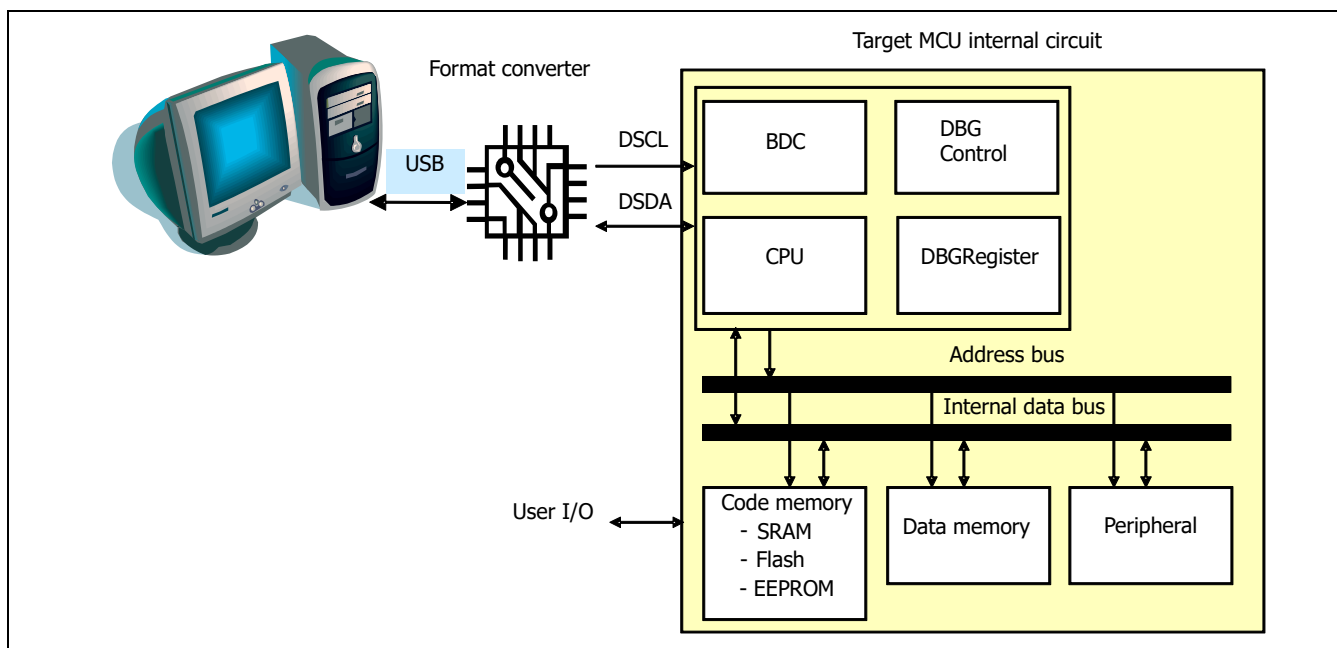 Target MCU internal circuit
Format converter
USB
DSCL
DSDA
BDC
DBG
Control
CPU
DBGRegister
Address bus
Internal data bus
User I/O
Code memory
- SRAM
- Flash
- EEPROM
Data memory
Peripheral